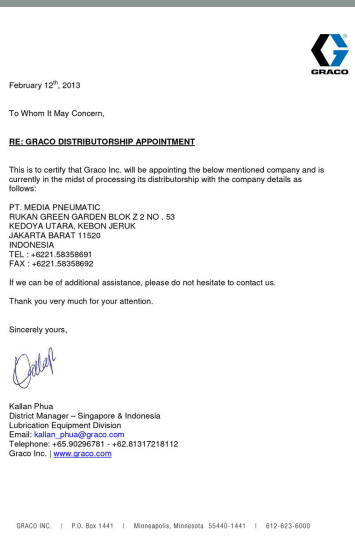 GRACO
February 12th, 2013
To Whom It May Concern,
RE: GRACO DISTRIBUTORSHIP APPOINTMENT
This is to certify that Graco Inc. will be appointing the below mentioned company and is
currently in the midst of processing its distributorship with the company details as
follows:
PT. MEDIA PNEUMATIC
RUKAN GREEN GARDEN BLOK Z 2 NO . 53
KEDOYA UTARA, KEBON JERUK
JAKARTA BARAT 11520
INDONESIA
TEL : +6221.58358691
FAX : +6221.58358692
If we can be of additional assistance, please do not hesitate to contact us.
Thank you very much for your attention.
Sincerely yours,
Kallan Phua
District Manager – Singapore & Indonesia
Lubrication Equipment Division
Email: kallan_phua@graco.com
Telephone: +65.90296781 - +62.81317218112
Graco Inc. | www.graco.com
GRACO INC. | P.O. Box 1441 | Minneapolis, Minnesota 55440-1441 | 612-623-6000